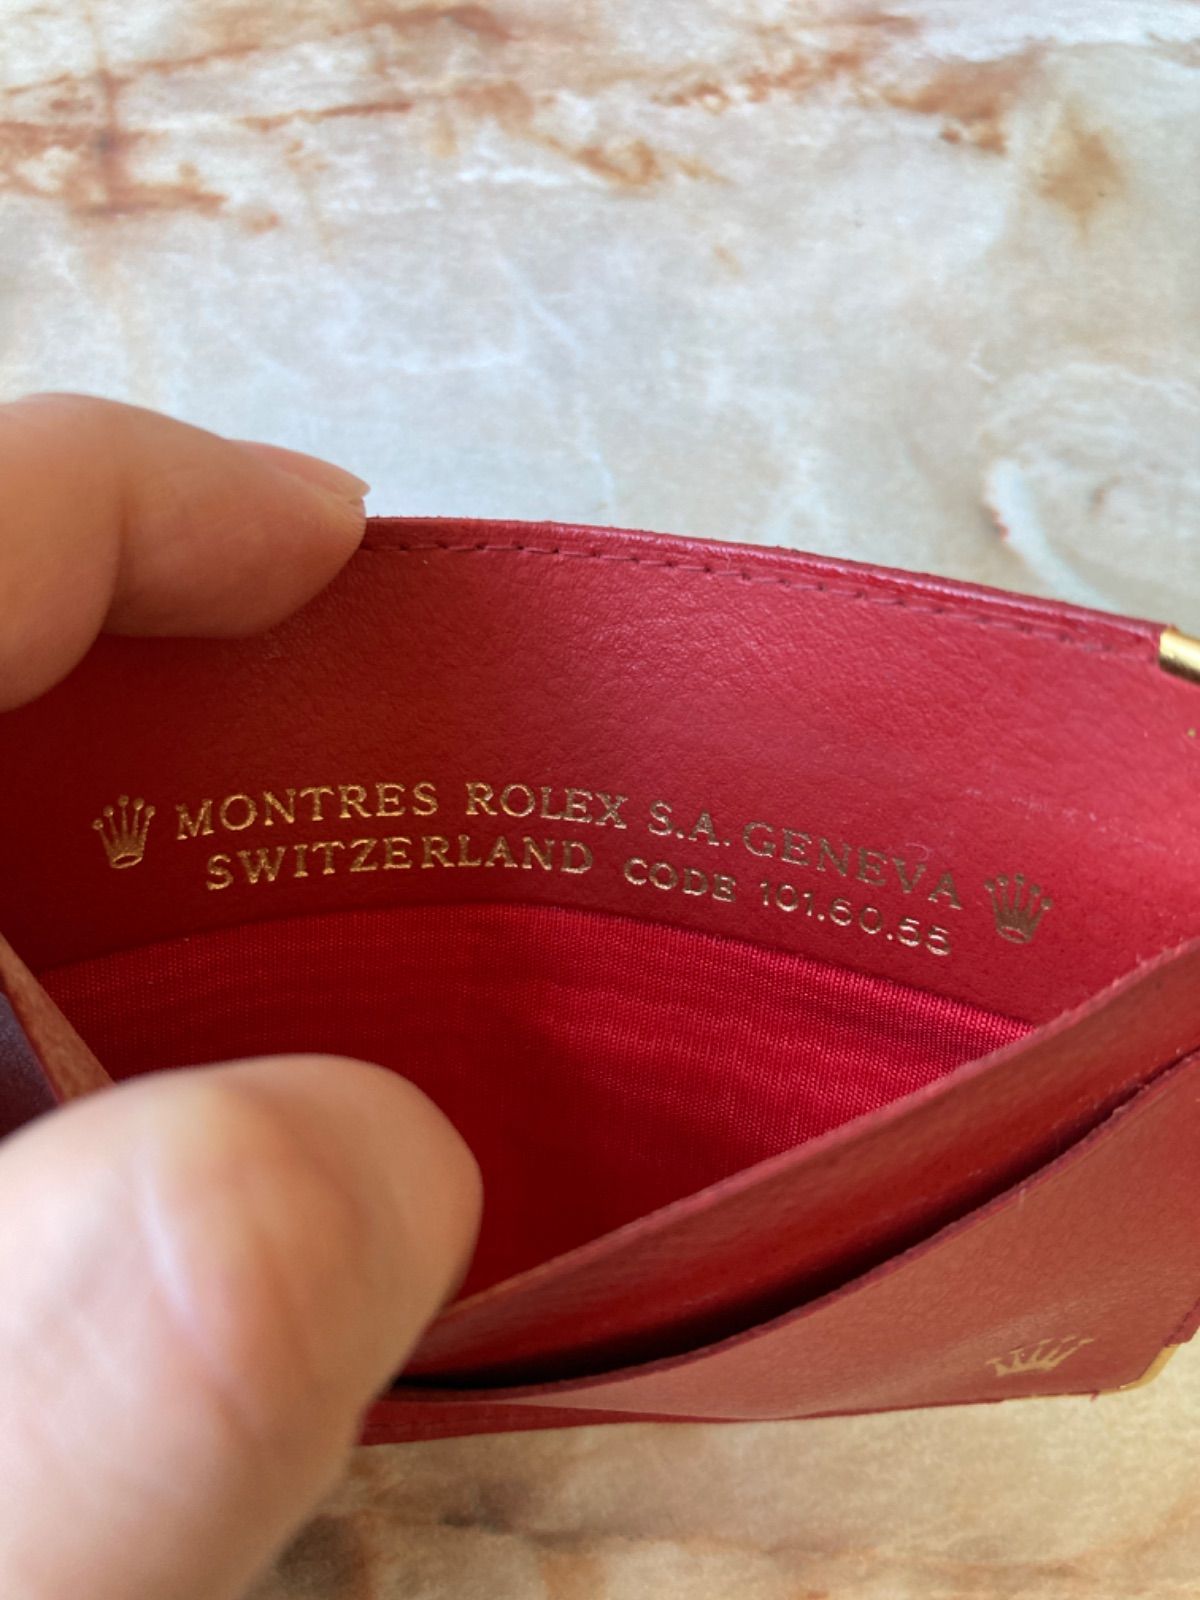 MONTRES ROLEX S.A. GENEVA
SWITZERLAND CODE 101.60.55